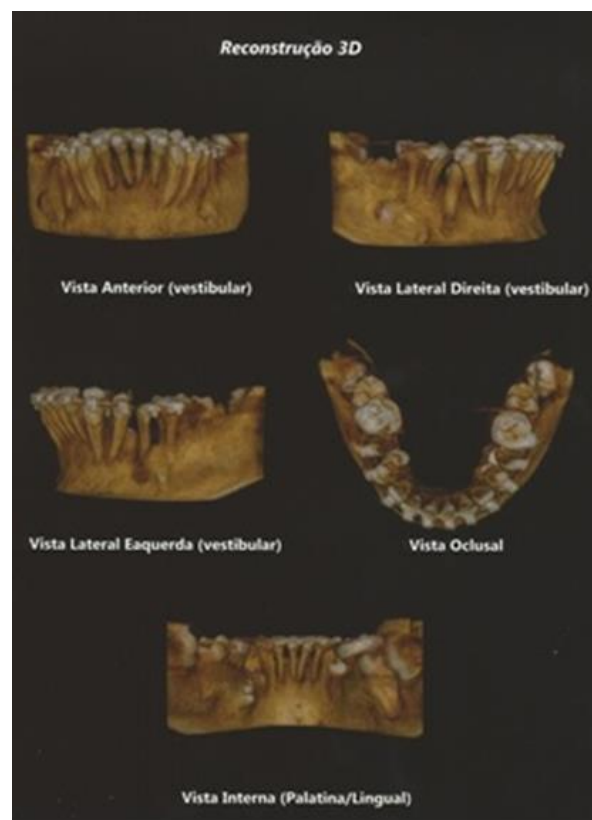 Reconstrução 3D
Vista Anterior (vestibular)
Vista Lateral Direita (vestibular)
Vista Lateral Eaquerda (vestibular)
Vista Oclusal
Vista Interna (Palatina/Lingual)